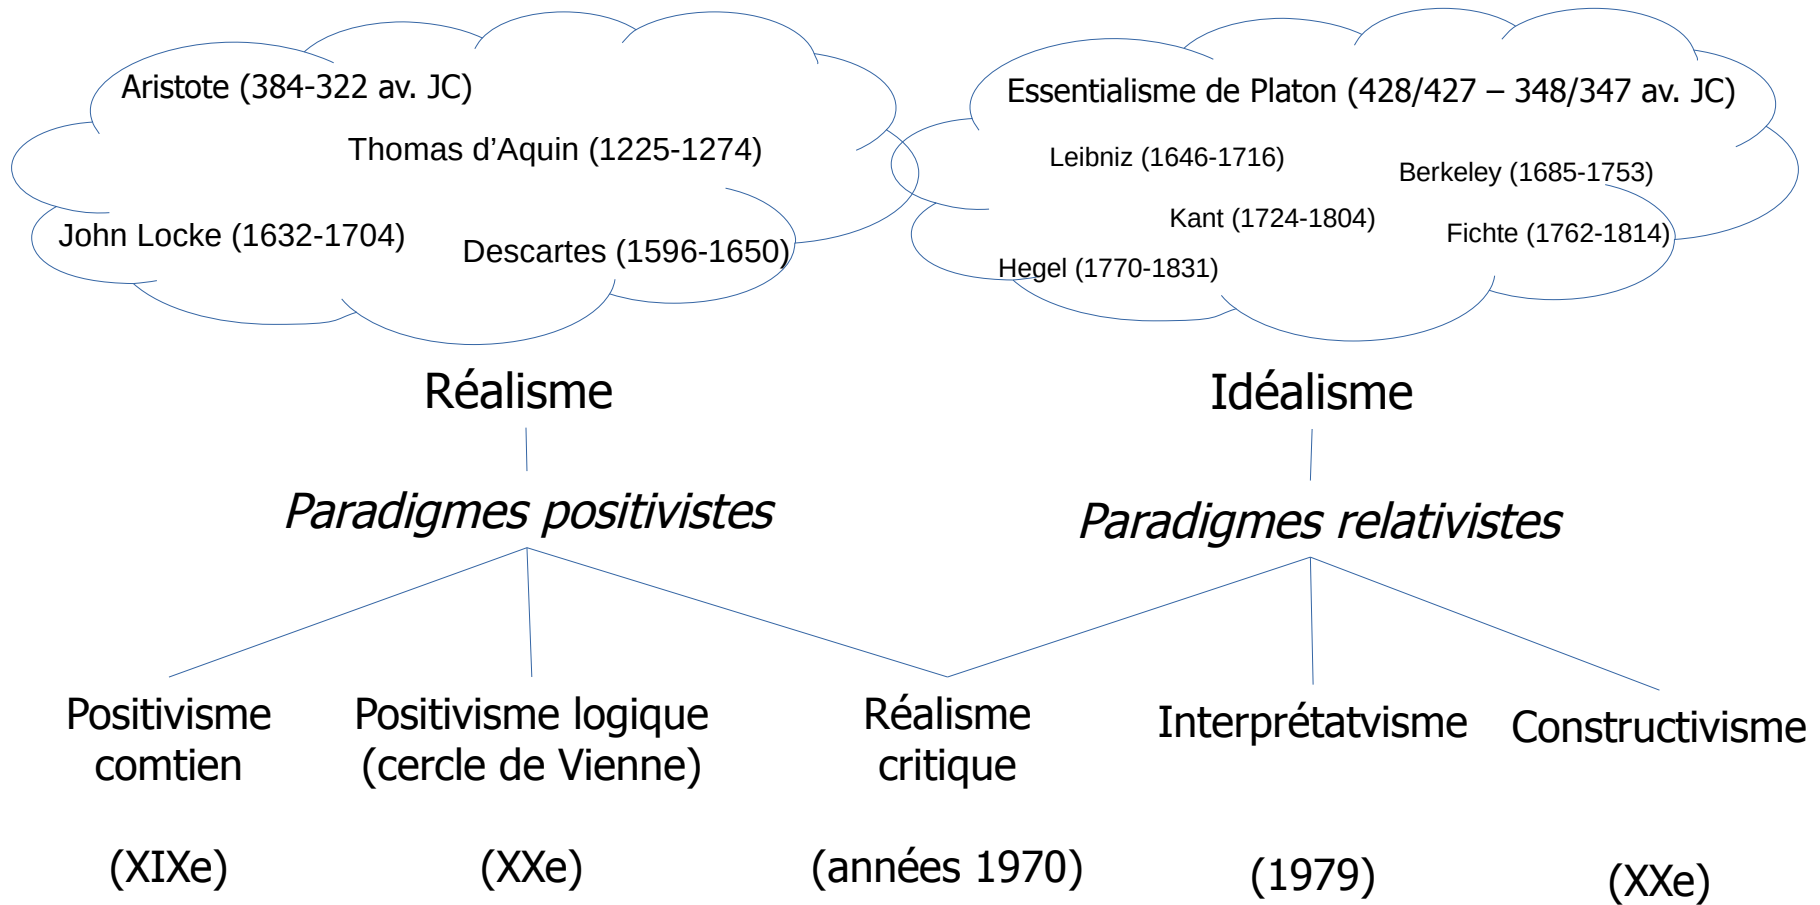 Aristote (384-322 av. JC)
Thomas d’Aquin (1225-1274)
John Locke (1632-1704)
Descartes (1596-1650)
Essentialisme de Platon (428/427 – 348/347 av. JC)
Leibniz (1646-1716)
Berkeley (1685-1753)
Kant (1724-1804)
Fichte (1762-1814)
Hegel (1770-1831)
Réalisme
Idéalisme
Paradigmes positivistes
Paradigmes relativistes
Positivisme
comtien
(XIXe)
Positivisme logique
(cercle de Vienne)
(XXe)
Réalisme
critique
(années 1970)
Interprétatvisme
(1979)
Constructivisme
(XXe)